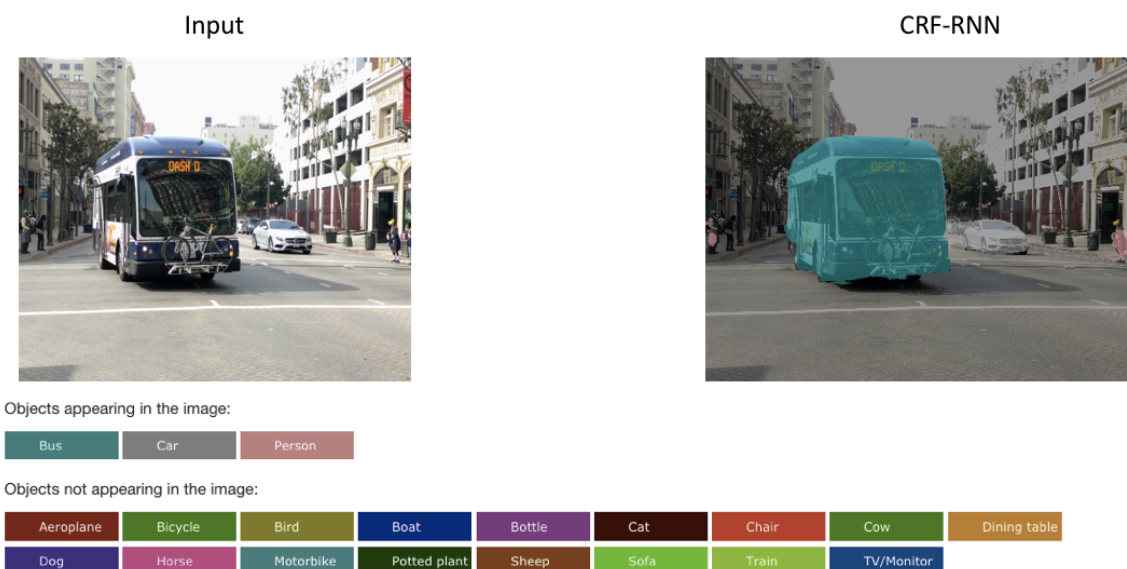 Input
CRF-RNN
DASH D
DASH D
Objects appearing in the image:
Bus
Car
Person
Objects not appearing in the image:
Aeroplane
Bicycle
Bird
Boat
Bottle
Cat
Chair
Cow
Dining table
Dog
Horse
Motorbike
Potted plant
Sheep
Sofa
Train
TV/Monitor